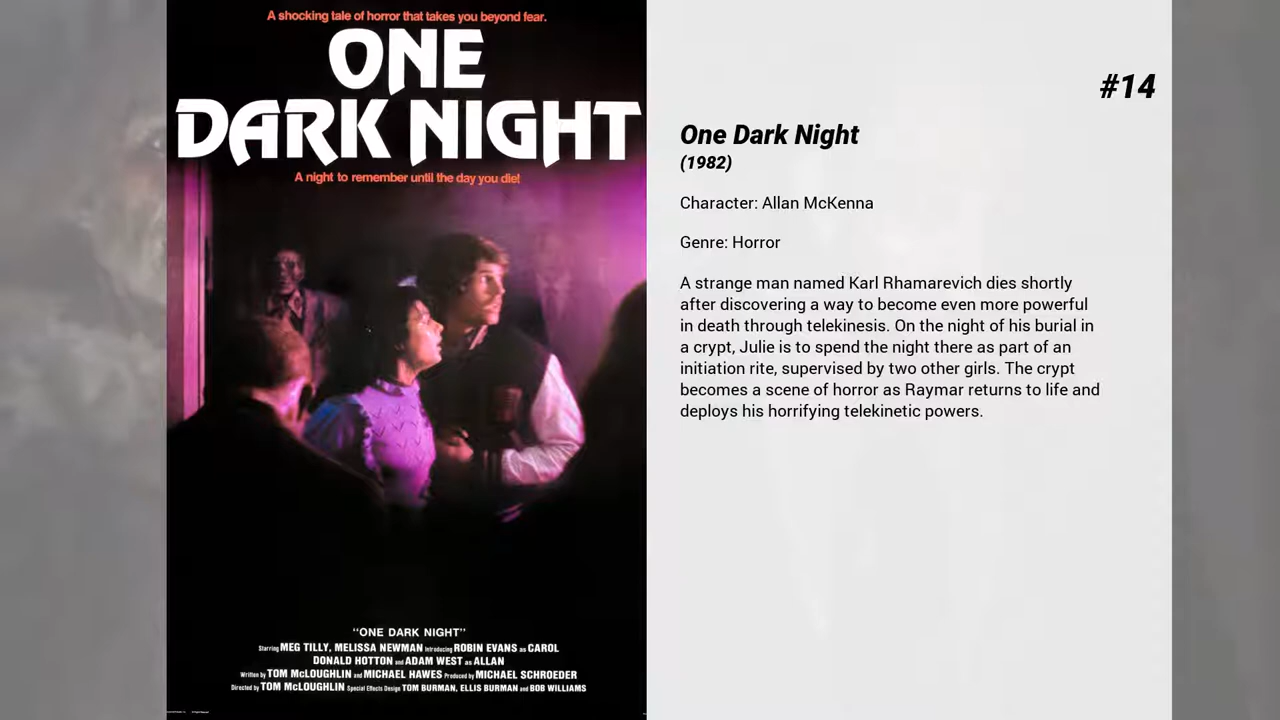 A shocking tale of horror that takes you beyond fear.
ONE
DARK NIGHT
A night to remember until the day you die!
"ONE DARK NIGHT"
Starring MEG TILLY, MELISSA NEWMAN Introducing ROBIN EVANS as CAROL
DONALD HOTTON and ADAM WEST as ALLAN
Written by TOM McLOUGHLIN and MICHAEL HAWES Produced by MICHAEL SCHROEDER
Directed by TOM McLOUGHLIN Special Effects Design TOM BURMAN, ELLIS BURMAN and BOB WILLIAMS
#14
One Dark Night
(1982)
Character: Allan McKenna
Genre: Horror
A strange man named Karl Rhamarevich dies shortly
after discovering a way to become even more powerful
in death through telekinesis. On the night of his burial in
a crypt, Julie is to spend the night there as part of an
initiation rite, supervised by two other girls. The crypt
becomes a scene of horror as Raymar returns to life and
deploys his horrifying telekinetic powers.